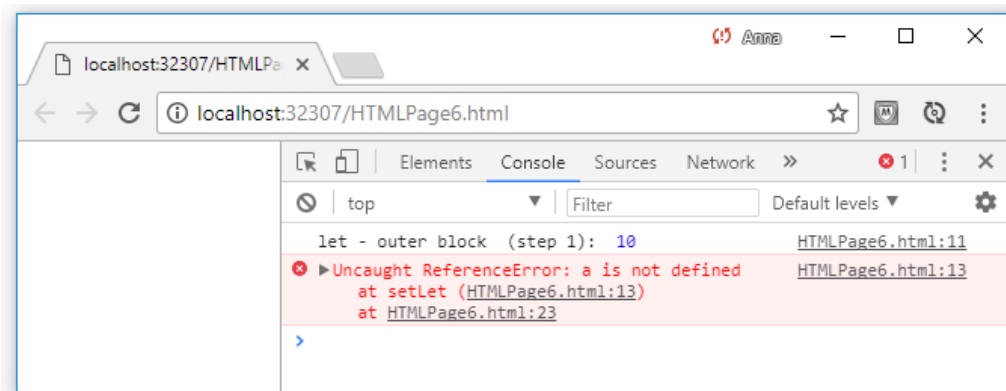 Anna
localhost:32307/HTMLPa
localhost:32307/HTMLPage6.html
Elements Console Sources Network » 1
top Filter Default levels
let - outer block (step 1): 10 HTMLPage6.html:11
Uncaught ReferenceError: a is not defined HTMLPage6.html:13
at setLet (HTMLPage6.html:13)
at HTMLPage6.html:23